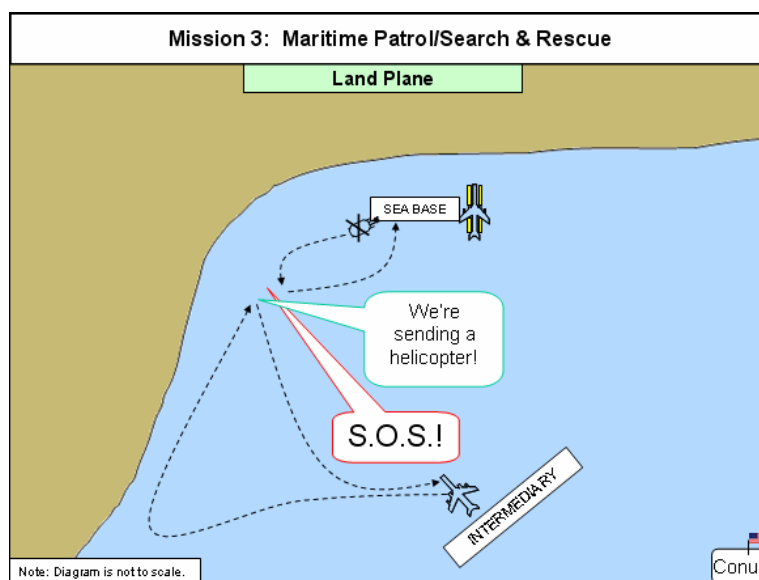 Mission 3:  Maritime Patrol/Search & Rescue
Land Plane
SEA BASE
We're
sending a
helicopter!
S.O.S.!
INTERMEDIARY
Conu
Note: Diagram is not to scale.